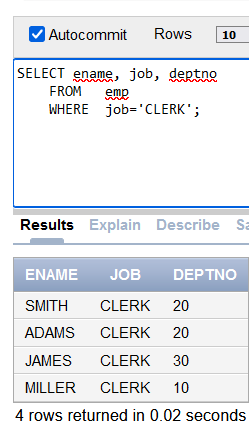 Autocommit Rows 10
SELECT ename, job, deptno
FROM emp
WHERE job='CLERK';
Results Explain Describe
ENAME JOB DEPTNO
SMITH CLERK 20
ADAMS CLERK 20
JAMES CLERK 30
MILLER CLERK 10
4 rows returned in 0.02 seconds